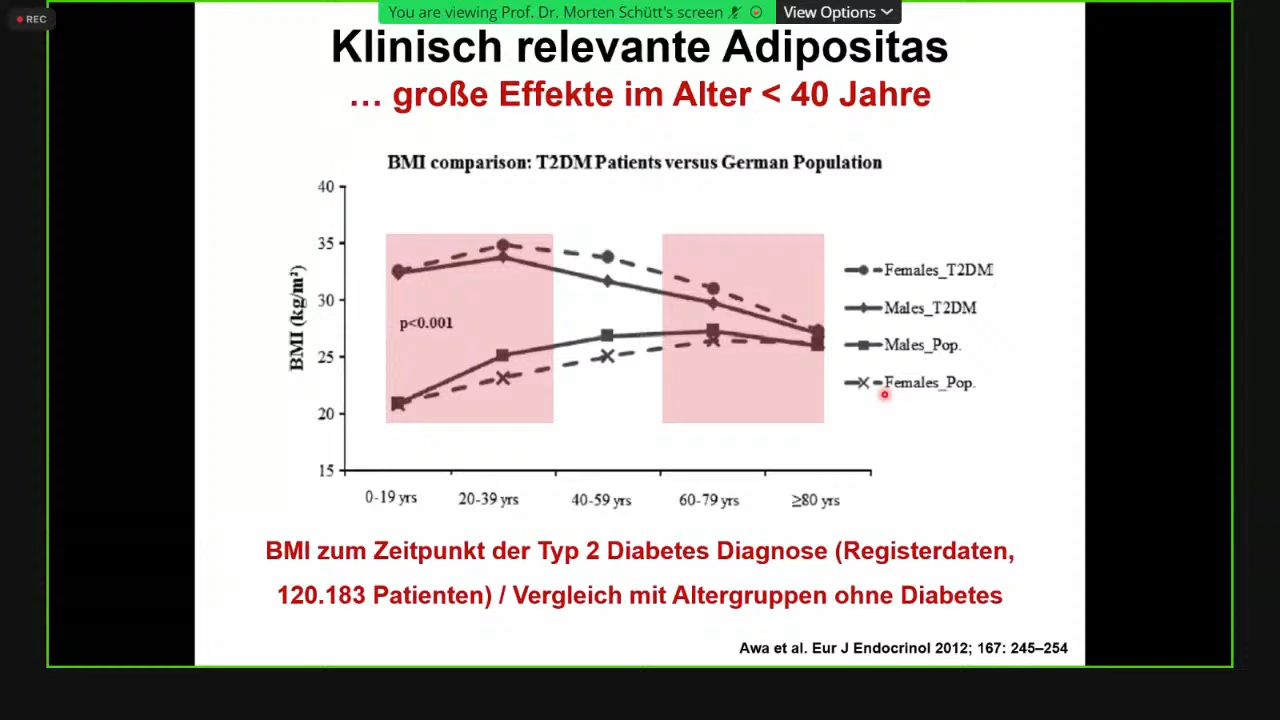 REC
You are viewing Prof. Dr. Morten Schütt's screen
View Options
Klinisch relevante Adipositas
… große Effekte im Alter < 40 Jahre
BMI comparison: T2DM Patients versus German Population
40
35
30
25
20
15
BMI (kg/m²)
p<0.001
Females_T2DM
Males_T2DM
Males_Pop.
Females_Pop.
0-19 yrs 20-39 yrs 40-59 yrs 60-79 yrs ≥80 yrs
BMI zum Zeitpunkt der Typ 2 Diabetes Diagnose (Registerdaten,
120.183 Patienten) / Vergleich mit Altergruppen ohne Diabetes
Awa et al. Eur J Endocrinol 2012; 167: 245–254